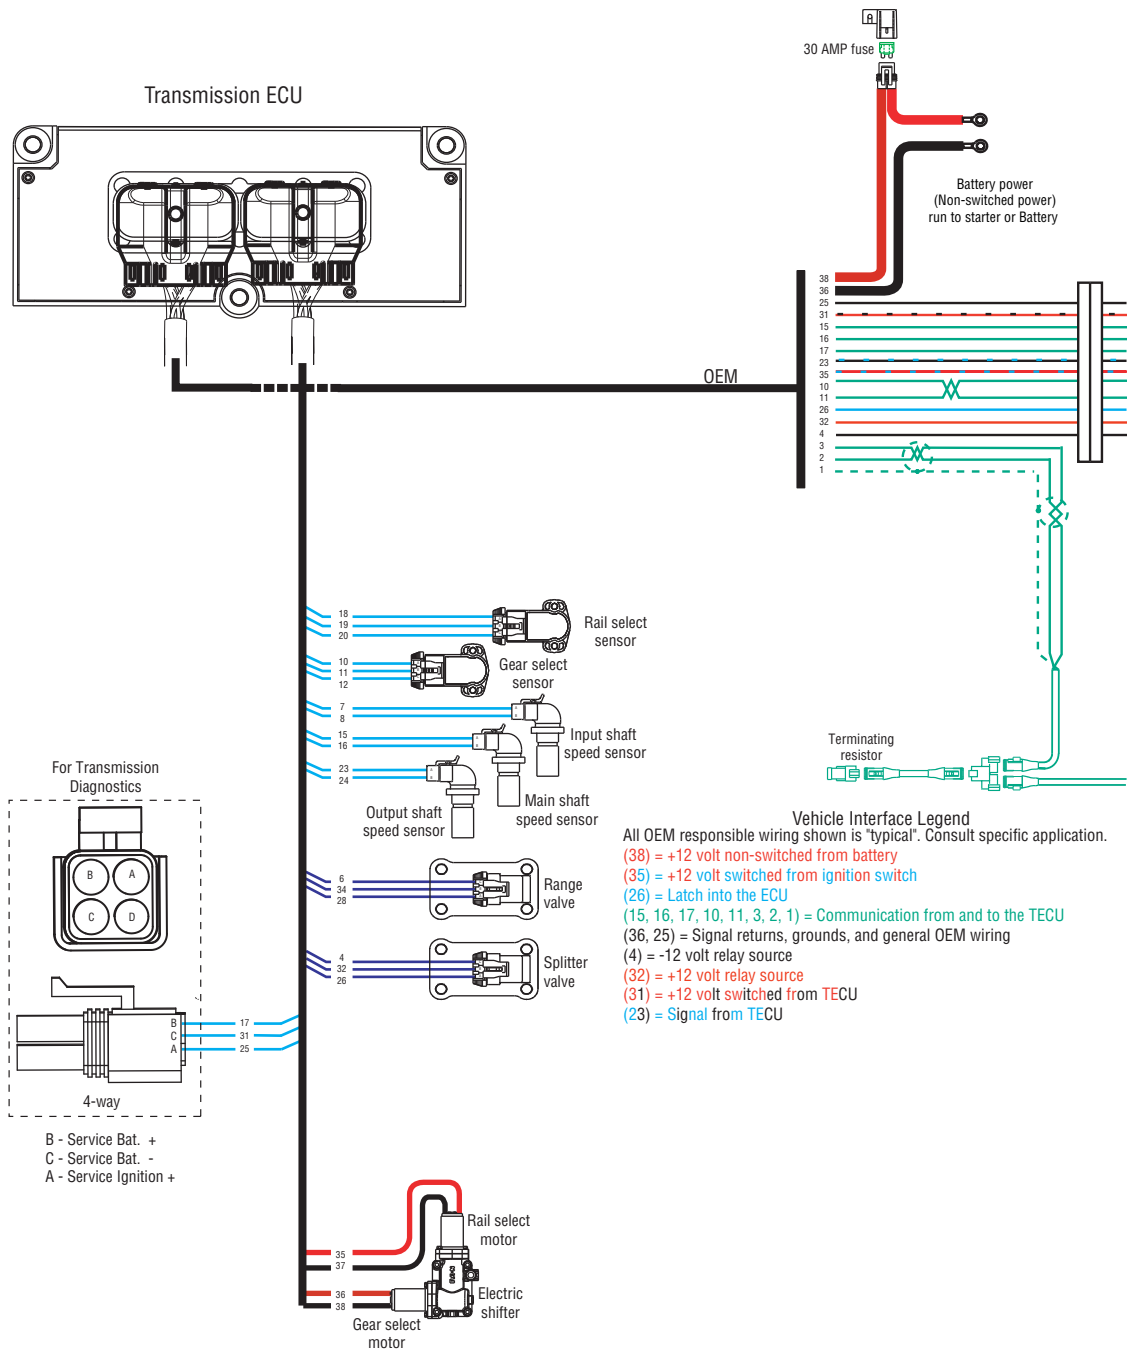 30 AMP fuse
Transmission ECU
Battery power
(Non-switched power)
run to starter or Battery
38
36
25
31
15
16
17
23
35
10
11
26
32
4
3
2
1
OEM
18
19
20
Rail select
sensor
10
11
12
Gear select
sensor
7
8
Input shaft
speed sensor
15
16
Main shaft
speed sensor
23
24
Output shaft
speed sensor
Terminating
resistor
For Transmission
Diagnostics
B
A
C
D
6
34
28
Range
valve
4
32
26
Splitter
valve
B
C
A
17
31
25
4-way
B - Service Bat. +
C - Service Bat. -
A - Service Ignition +
Vehicle Interface Legend
All OEM responsible wiring shown is "typical". Consult specific application.
(38) = +12 volt non-switched from battery
(35) = +12 volt switched from ignition switch
(26) = Latch into the ECU
(15, 16, 17, 10, 11, 3, 2, 1) = Communication from and to the TECU
(36, 25) = Signal returns, grounds, and general OEM wiring
(4) = -12 volt relay source
(32) = +12 volt relay source
(31) = +12 volt switched from TECU
(23) = Signal from TECU
35
37
Rail select
motor
36
38
Electric
shifter
Gear select
motor